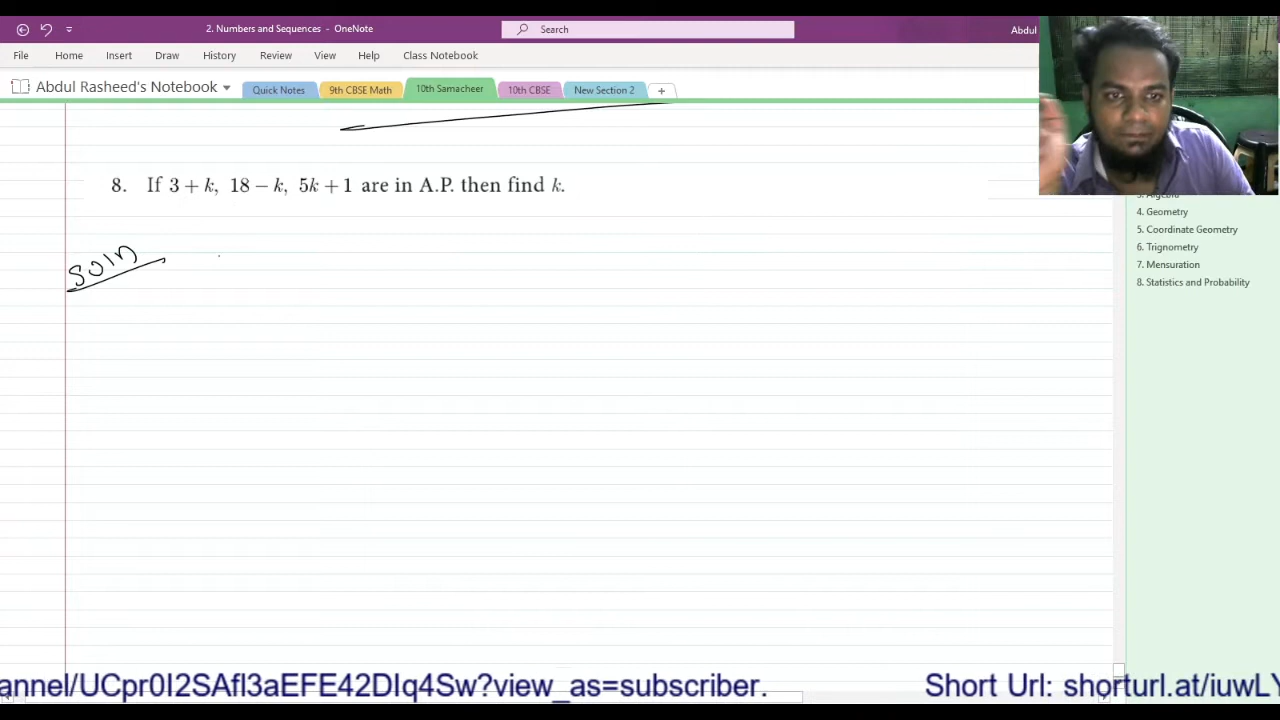 2. Numbers and Sequences - OneNote
Search
Abdul
File Home Insert Draw History Review View Help Class Notebook
Abdul Rasheed's Notebook
Quick Notes 9th CBSE Math 10th Samacheer 10th CBSE New Section 2 +
8. If 3 + k, 18 − k, 5k + 1 are in A.P. then find k.
4. Geometry
5. Coordinate Geometry
6. Trignometry
7. Mensuration
8. Statistics and Probability
Soln
annel/UCpr0I2SAfl3aEFE42DIq4Sw?view_as=subscriber.
Short Url: shorturl.at/iuwLY